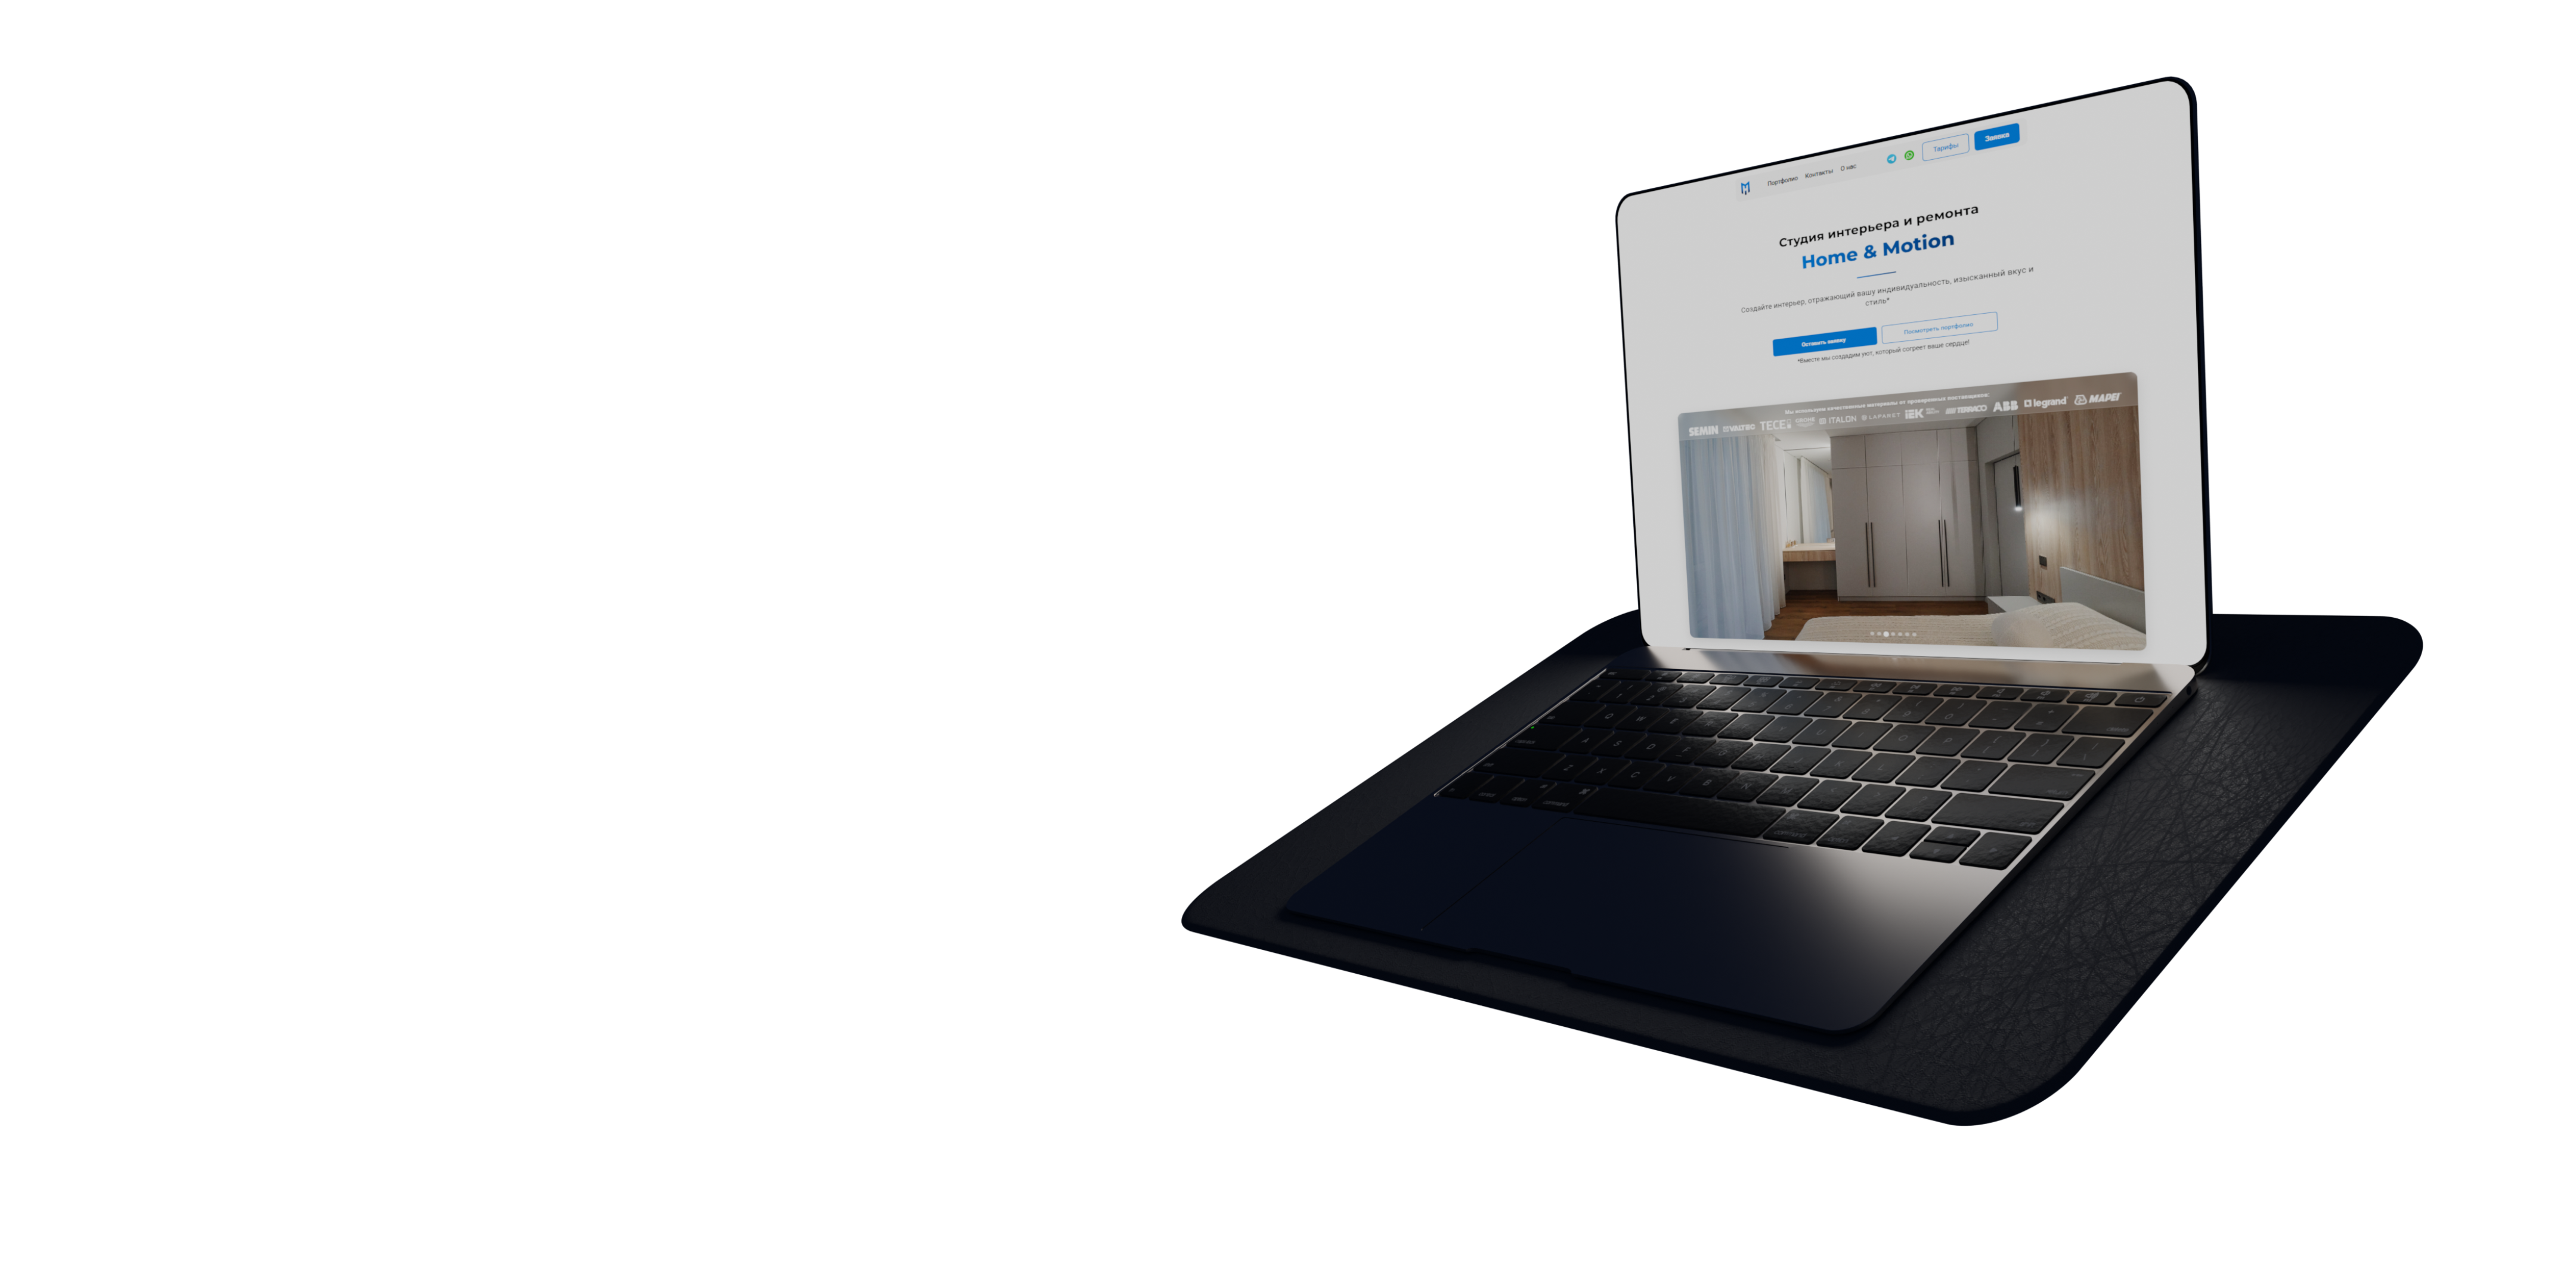 Портфолио Контакты О нас Тарифы Заявка
Студия интерьера и ремонта
Home & Motion
Создайте интерьер, отражающий вашу индивидуальность, изысканный вкус и
стиль*
Оставить заявку Посмотреть портфолио
*Вместе мы создадим уют, который согреет ваше сердце!
Мы используем качественные материалы от проверенных поставщиков:
SEMIN VALTEC TECE GROHE ITALON LAPARET IEK TERRACO ABB legrand MAPEI